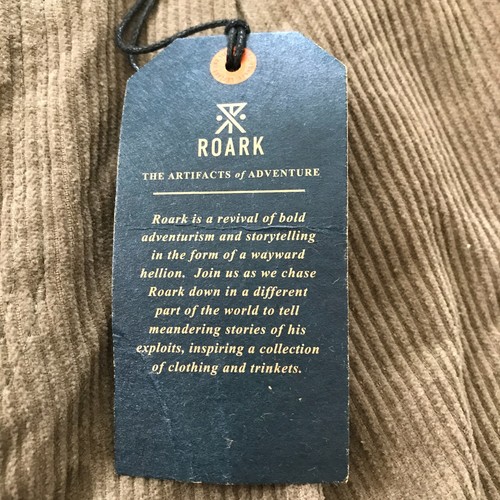 ROARK
THE ARTIFACTS of ADVENTURE
Roark is a revival of bold
adventurism and storytelling
in the form of a wayward
hellion. Join us as we chase
Roark down in a different
part of the world to tell
meandering stories of his
exploits, inspiring a collection
of clothing and trinkets.